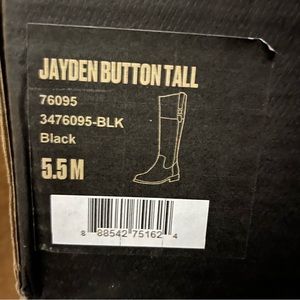 JAYDEN BUTTON TALL
76095
3476095-BLK
Black
5.5 M
8 88542 75162 4